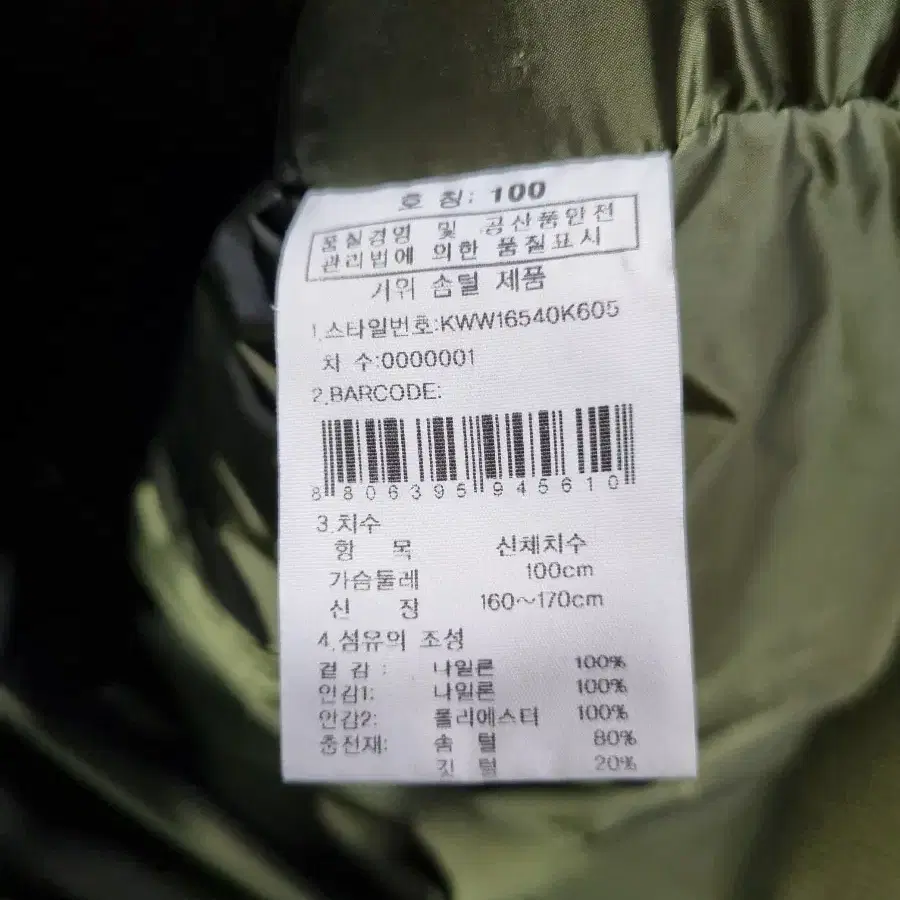 호 칭: 100
품질경영 및 공산품안전
관리법에 의한 품질표시
거위 솜털 제품
1.스타일번호:KWW16540K605
치 수:0000001
2.BARCODE:
8806395945610
3.치수
항 목 신체치수
가슴둘레 100cm
신 장 160~170cm
4.섬유의 조성
겉 감 : 나일론 100%
안감1: 나일론 100%
안감2: 폴리에스터 100%
충전재: 솜 털 80%
깃 털 20%